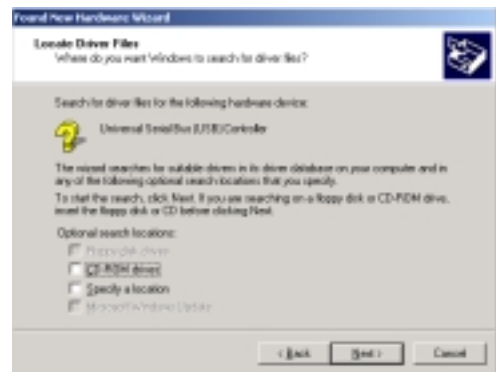 Found New Hardware Wizard
Locate Driver Files
Where do you want Windows to search for driver files?
Search for driver files for the following hardware device:
Universal Serial Bus (USB) Controller
The wizard searches for suitable drivers in its driver database on your computer and in
any of the following optional search locations that you specify.
To start the search, click Next. If you are searching on a floppy disk or CD-ROM drive,
insert the floppy disk or CD before clicking Next.
Optional search locations:
Floppy disk drives
CD-ROM drives
Specify a location
Microsoft Windows Update
< Back
Next >
Cancel